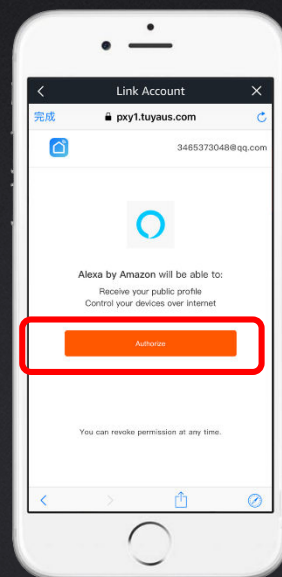 Link Account
完成 pxy1.tuyaus.com
3465373048@qq.com
Alexa by Amazon will be able to:
Receive your public profile
Control your devices over internet
Authorize
You can revoke permission at any time.